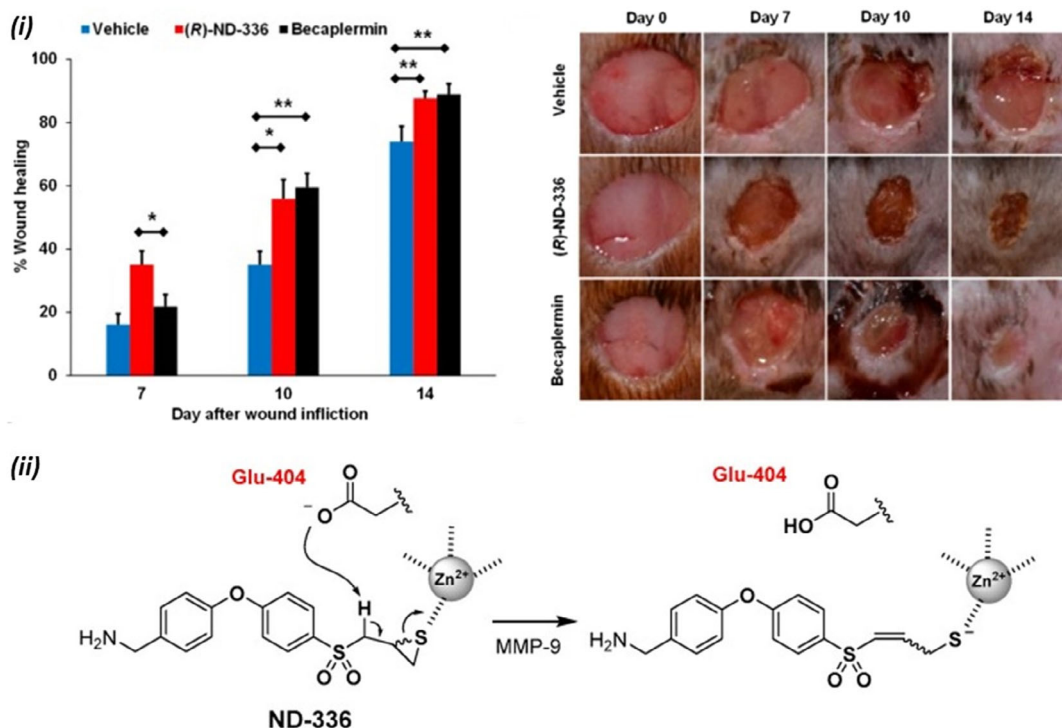 (i)
Vehicle (R)-ND-336 Becaplermin
% Wound healing
100
80
60
40
20
0
** 
**
**
*
*
7 10 14
Day after wound infliction
Day 0 Day 7 Day 10 Day 14
Vehicle
(R)-ND-336
Becaplermin
(ii)
Glu-404
O
O
−
H
Zn2+
S
O
H2N
S
O O
ND-336
MMP-9
Glu-404
O
HO
Zn2+
O
S−
H2N
S
O O